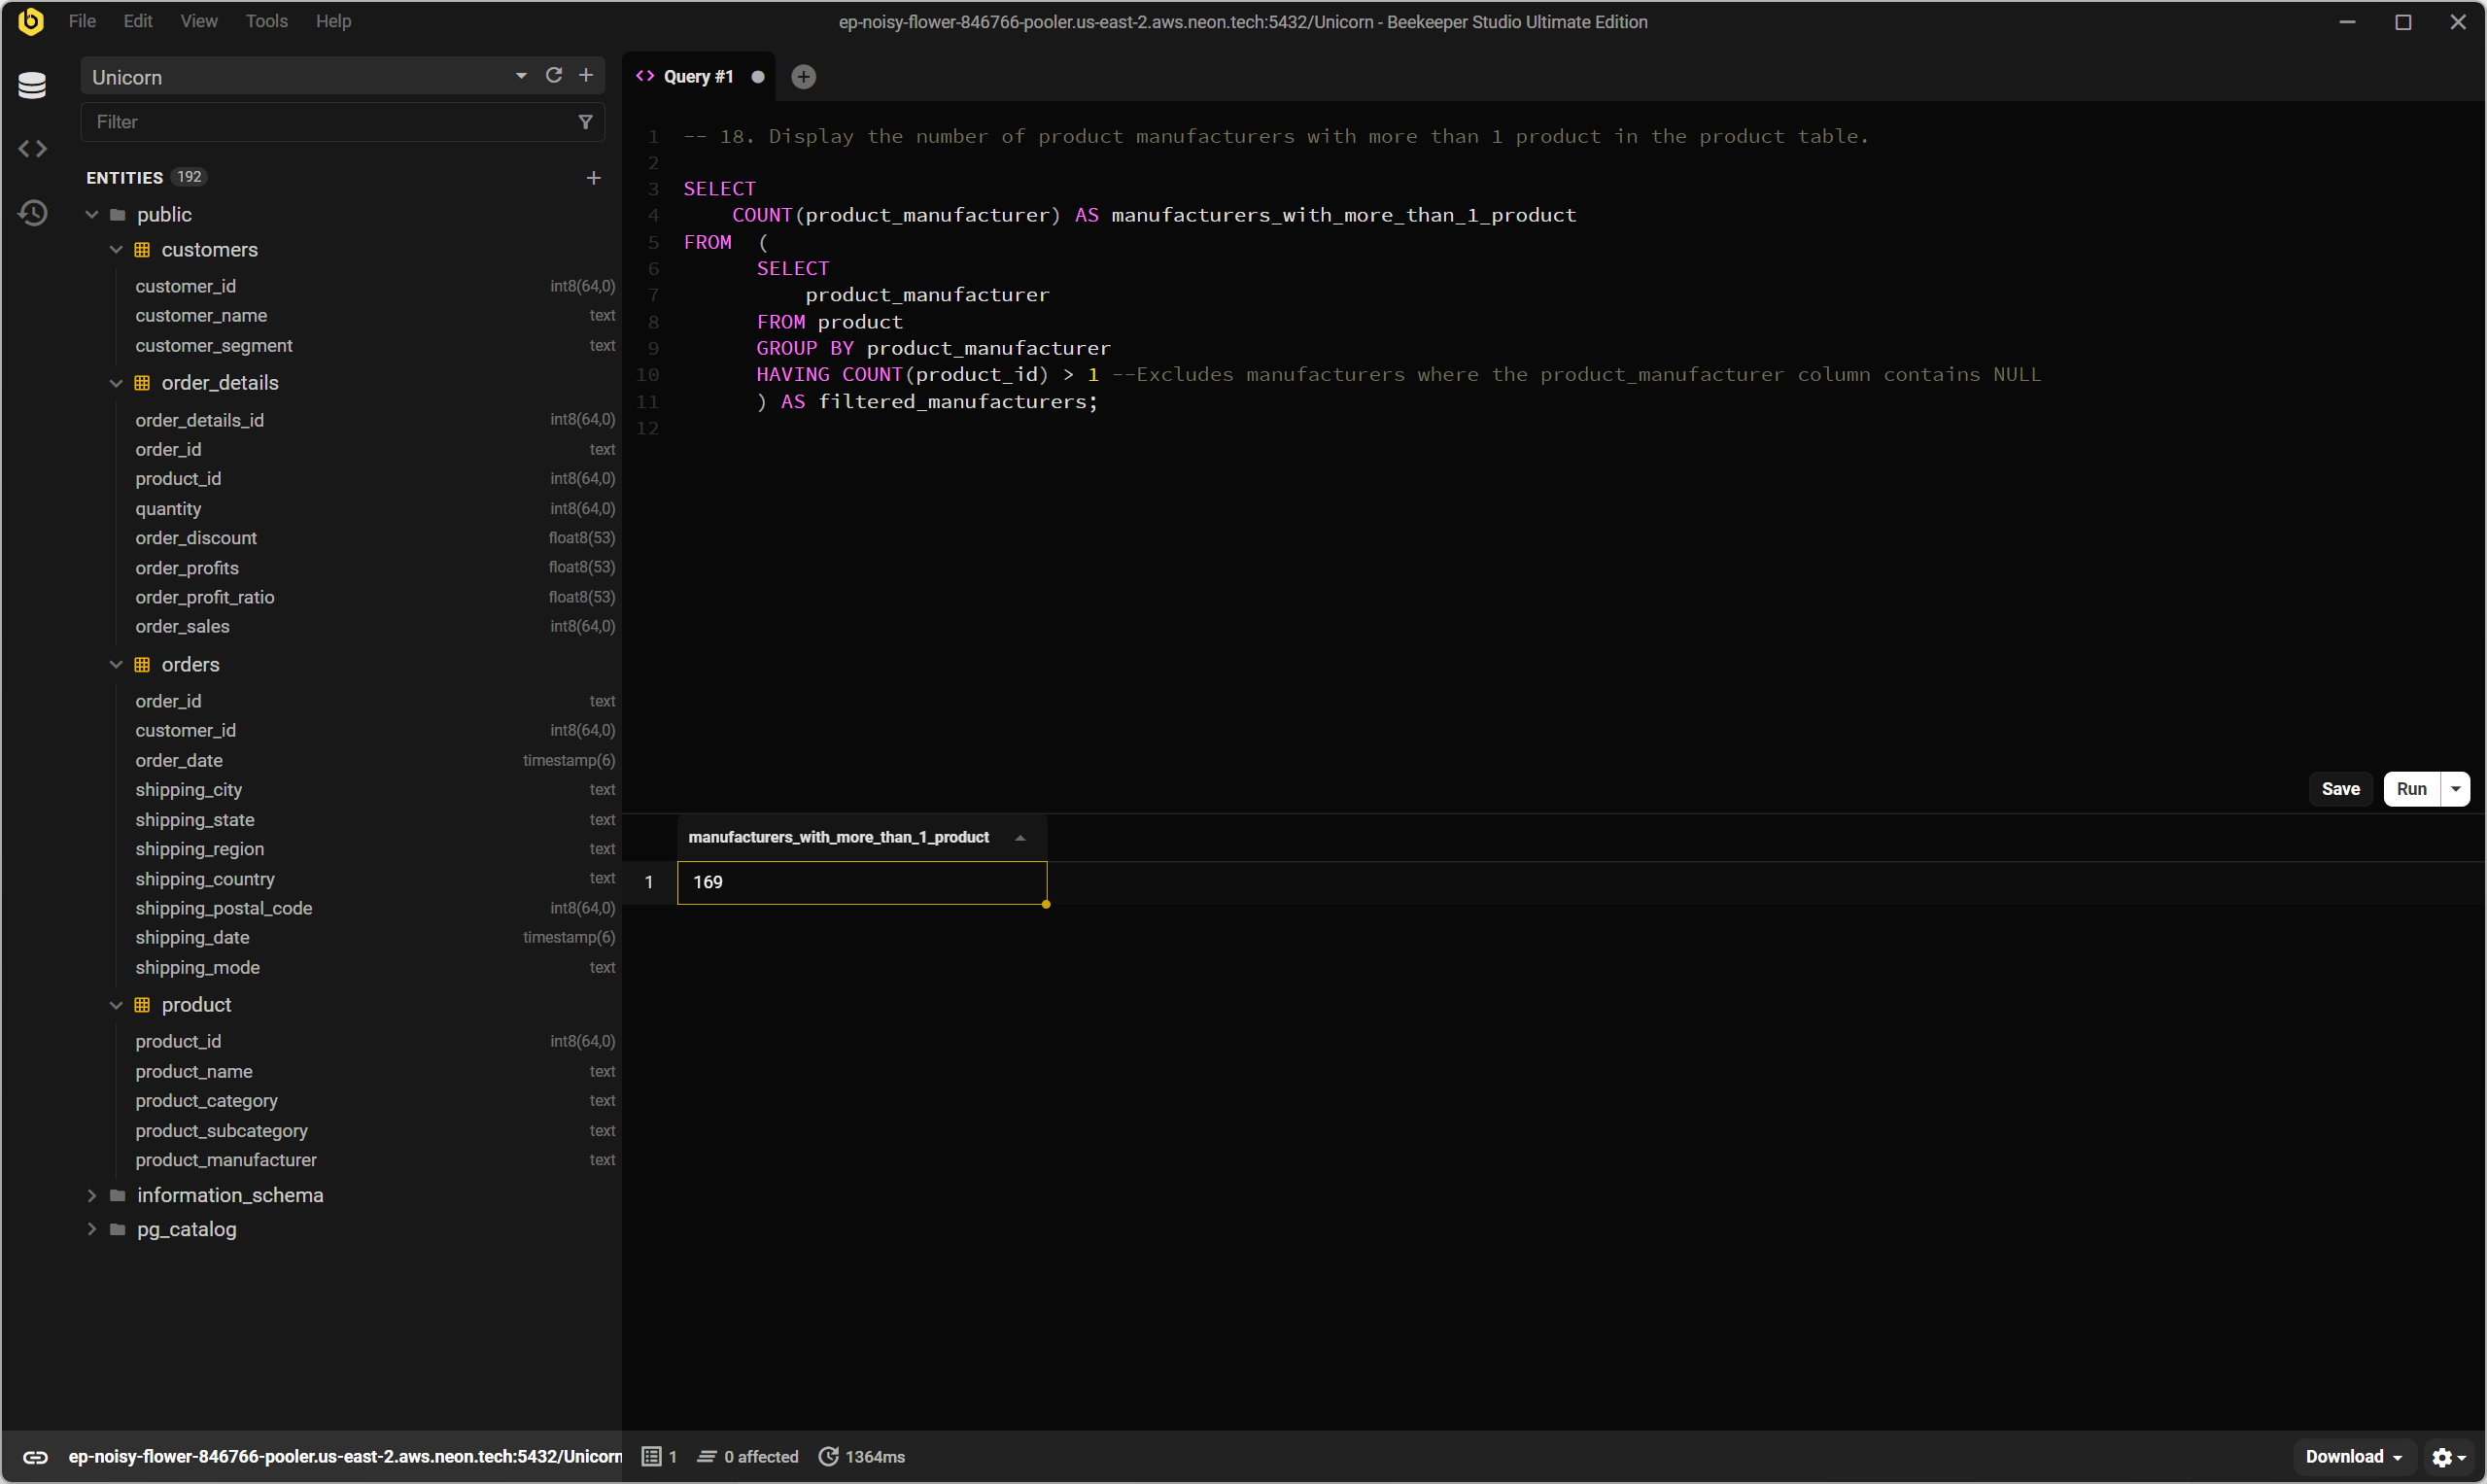 File Edit View Tools Help
ep-noisy-flower-846766-pooler.us-east-2.aws.neon.tech:5432/Unicorn - Beekeeper Studio Ultimate Edition
Unicorn
Filter
ENTITIES 192
public
customers
customer_id int8(64,0)
customer_name text
customer_segment text
order_details
order_details_id int8(64,0)
order_id text
product_id int8(64,0)
quantity int8(64,0)
order_discount float8(53)
order_profits float8(53)
order_profit_ratio float8(53)
order_sales int8(64,0)
orders
order_id text
customer_id int8(64,0)
order_date timestamp(6)
shipping_city text
shipping_state text
shipping_region text
shipping_country text
shipping_postal_code int8(64,0)
shipping_date timestamp(6)
shipping_mode text
product
product_id int8(64,0)
product_name text
product_category text
product_subcategory text
product_manufacturer text
information_schema
pg_catalog
Query #1
1 -- 18. Display the number of product manufacturers with more than 1 product in the product table.
2
3 SELECT
4 COUNT(product_manufacturer) AS manufacturers_with_more_than_1_product
5 FROM (
6 SELECT
7 product_manufacturer
8 FROM product
9 GROUP BY product_manufacturer
10 HAVING COUNT(product_id) > 1 --Excludes manufacturers where the product_manufacturer column contains NULL
11 ) AS filtered_manufacturers;
12
Save Run
manufacturers_with_more_than_1_product
1 169
ep-noisy-flower-846766-pooler.us-east-2.aws.neon.tech:5432/Unicorn
1 0 affected 1364ms
Download